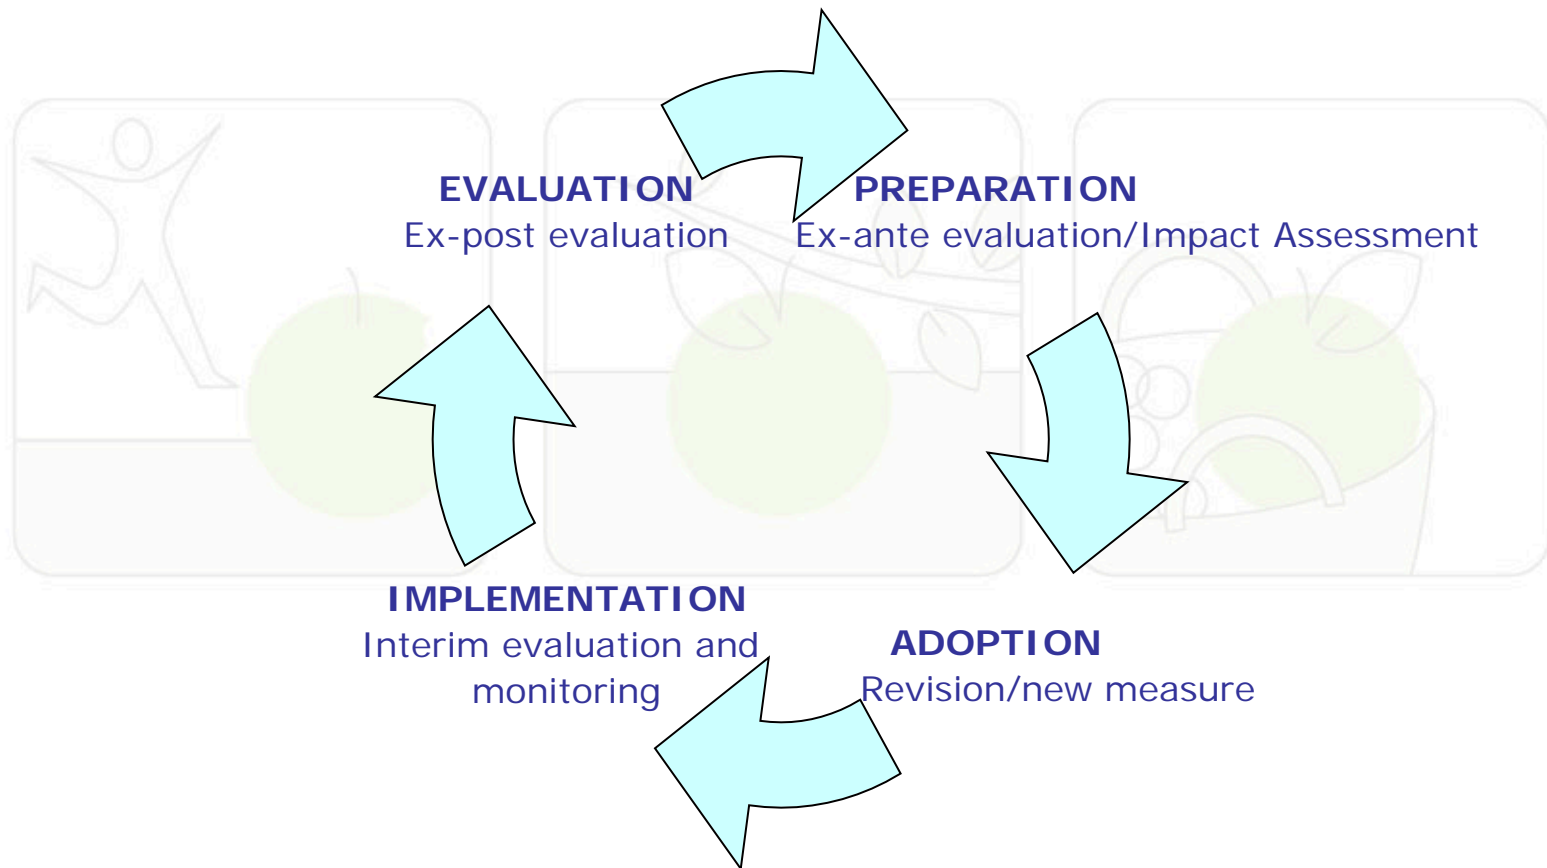 EVALUATION
Ex-post evaluation
PREPARATION
Ex-ante evaluation/Impact Assessment
IMPLEMENTATION
Interim evaluation and
monitoring
ADOPTION
Revision/new measure